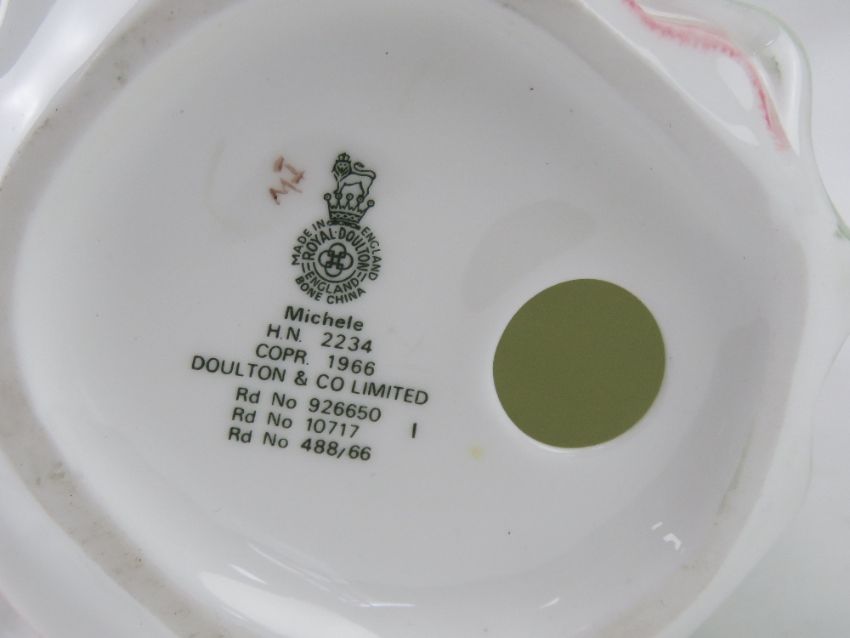 MI
MADE IN ENGLAND
ROYAL·DOULTON
ENGLAND
BONE CHINA
Michele
H.N. 2234
COPR. 1966
DOULTON & CO LIMITED
Rd No 926650
Rd No 10717 I
Rd No 488/66